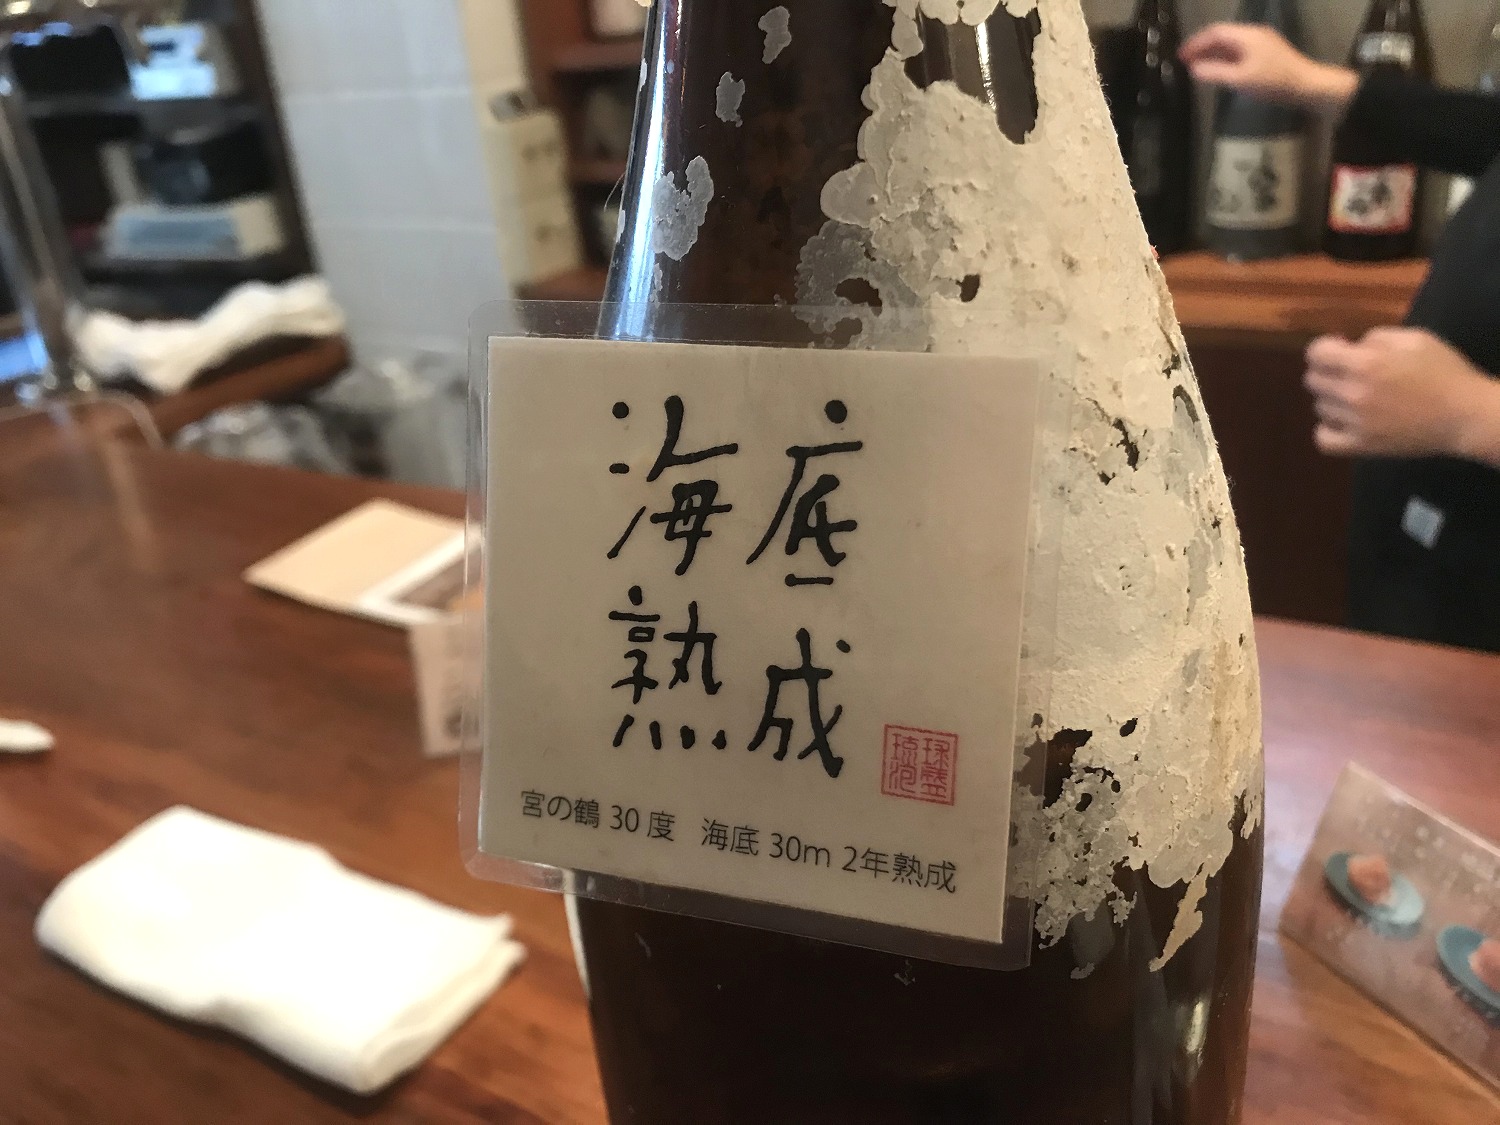 海底
熟成
宮の鶴 30度 海底 30m 2年熟成